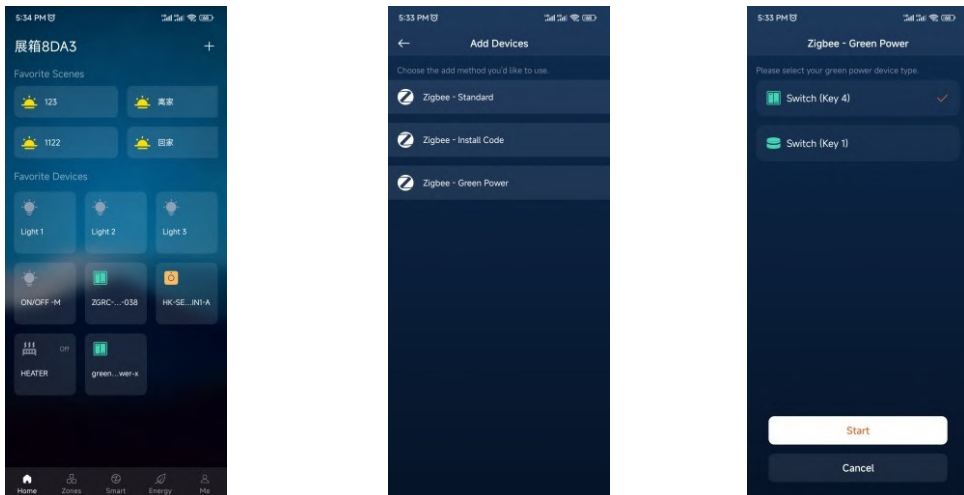 5:34 PM
展箱8DA3
+
Favorite Scenes
123
离家
1122
回家
Favorite Devices
Light 1
Light 2
Light 3
ON/OFF -M
ZGRC-...-038
HK-SE...IN1-A
Off
HEATER
green...wer-x
Home
Zones
Smart
Energy
Me
5:33 PM
Add Devices
Choose the add method you'd like to use.
Zigbee - Standard
Zigbee - Install Code
Zigbee - Green Power
5:33 PM
Zigbee - Green Power
Please select your green power device type.
Switch (Key 4)
Switch (Key 1)
Start
Cancel